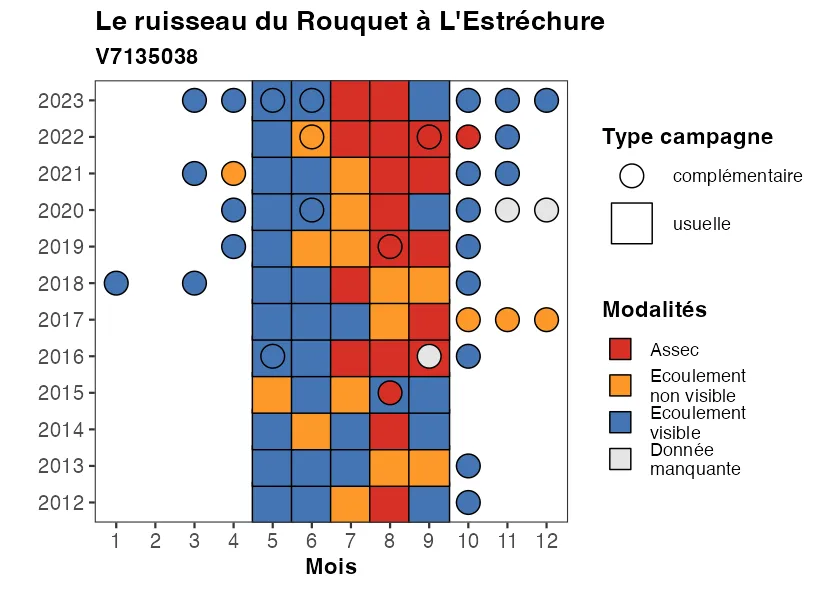 Le ruisseau du Rouquet à L'Estréchure
V7135038
2023
2022
2021
2020
2019
2018
2017
2016
2015
2014
2013
2012
1 2 3 4 5 6 7 8 9 10 11 12
Mois
Type campagne
complémentaire
usuelle
Modalités
Assec
Ecoulement
non visible
Ecoulement
visible
Donnée
manquante